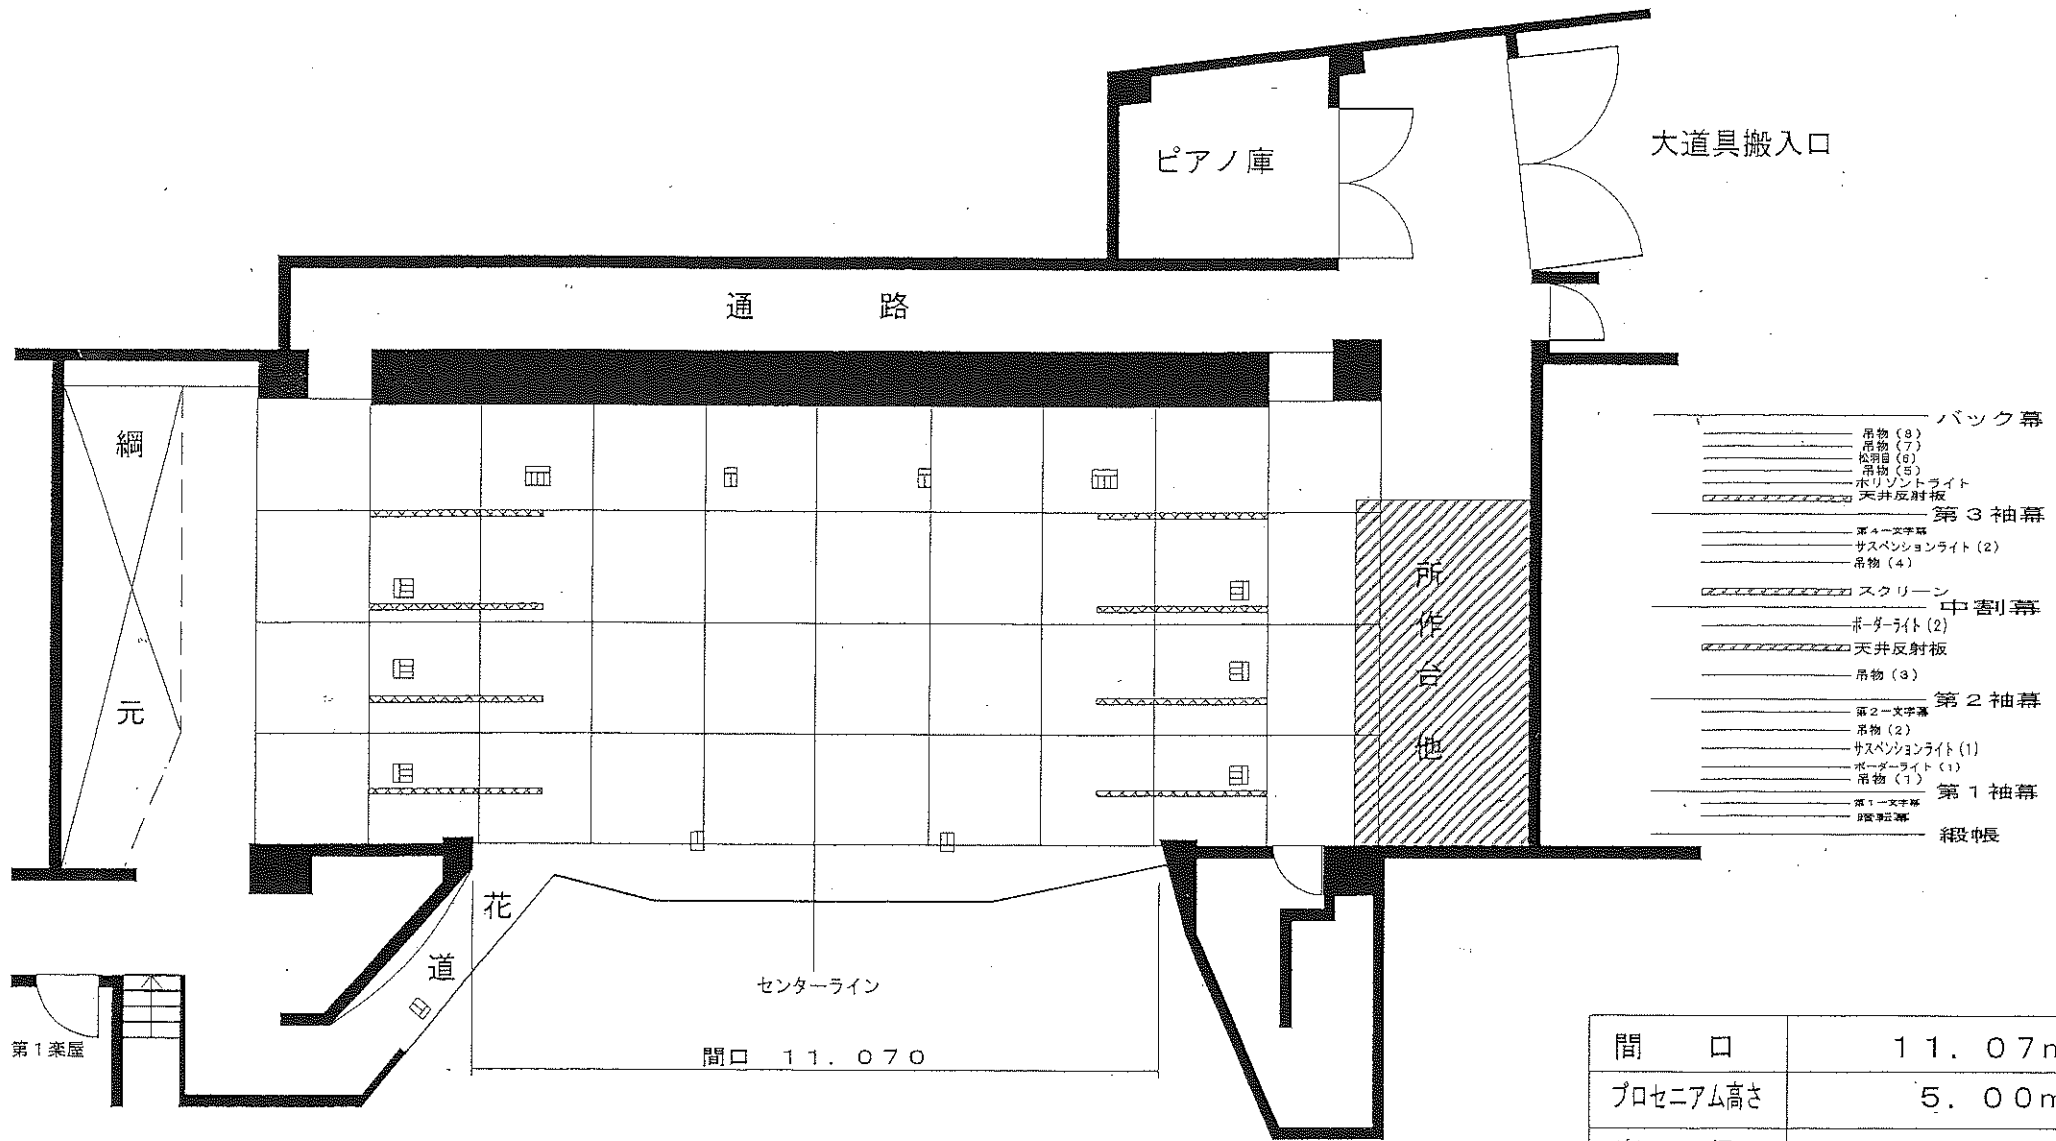 大道具搬入口
ピアノ庫
通 路
綱
元
所
作
台
他
バック幕
吊物(8)
吊物(7)
松羽目(6)
吊物(5)
ホリゾントライト
天井反射板
第3袖幕
第4一文字幕
サスペンションライト(2)
吊物(4)
スクリーン
中割幕
ボーダーライト(2)
天井反射板
吊物(3)
第2袖幕
第2一文字幕
吊物(2)
サスペンションライト(1)
ボーダーライト(1)
吊物(1)
第1袖幕
第1一文字幕
暗転幕
緞帳
花
道
センターライン
第1楽屋
間口 11.070
間 口 11.07m
プロセニアム高さ 5.00m